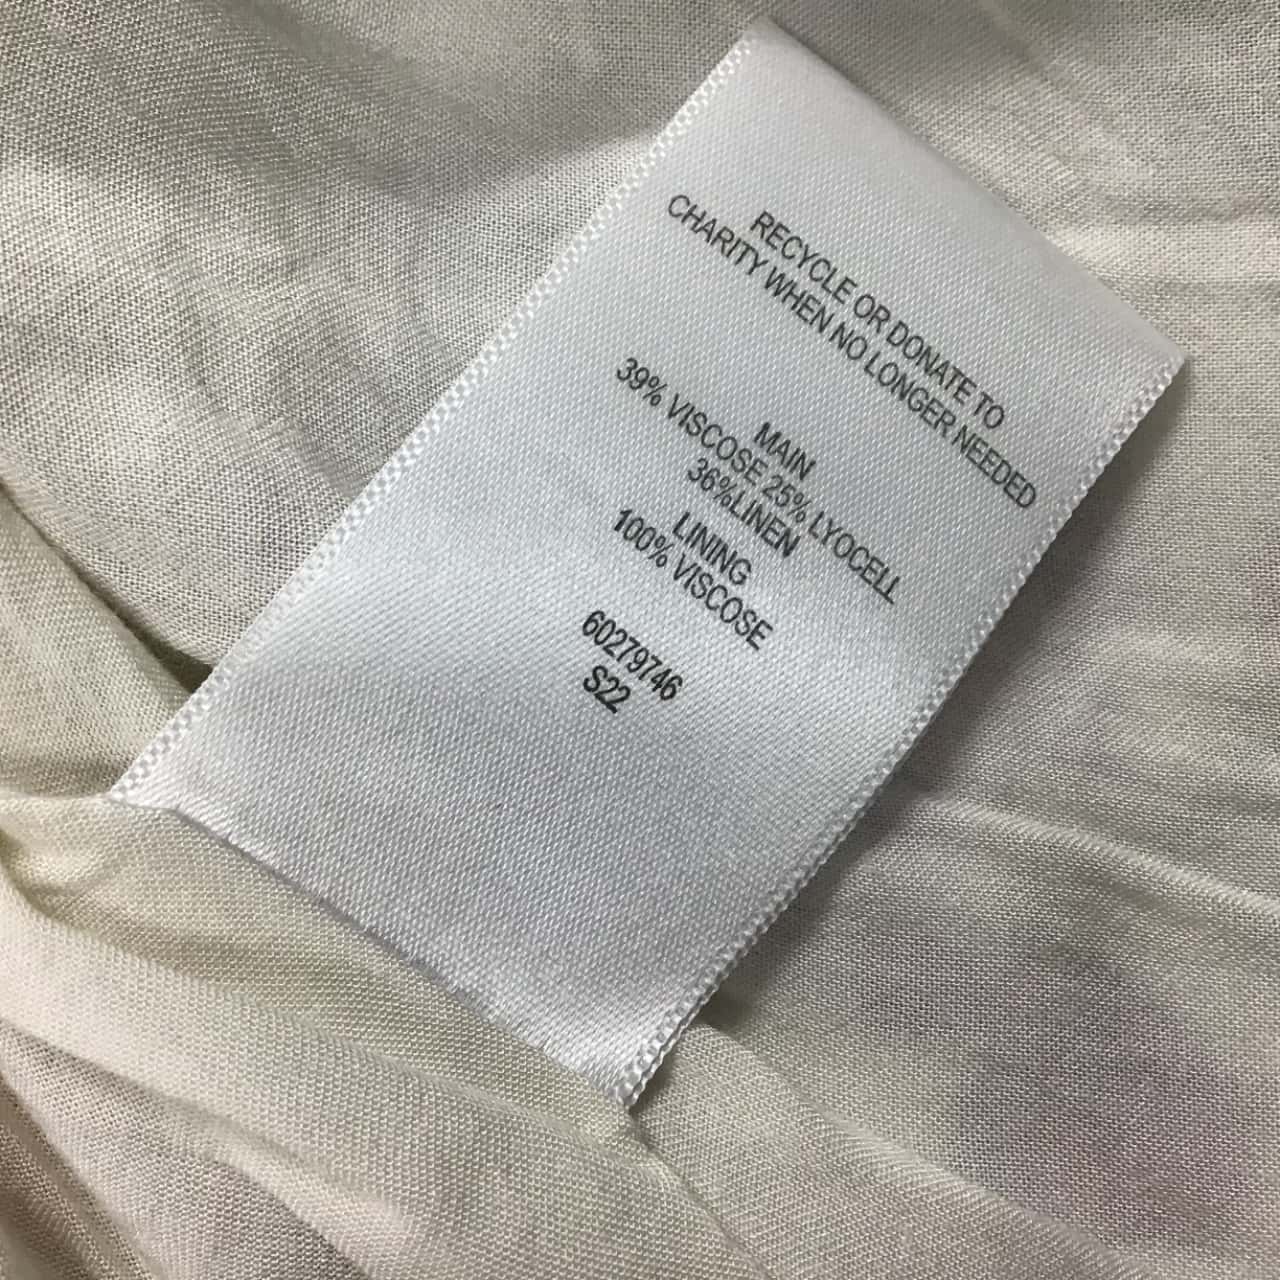 RECYCLE OR DONATE TO
CHARITY WHEN NO LONGER NEEDED
MAIN
39% VISCOSE 25% LYOCELL
36%LINEN
LINING
100% VISCOSE
60279746
S22